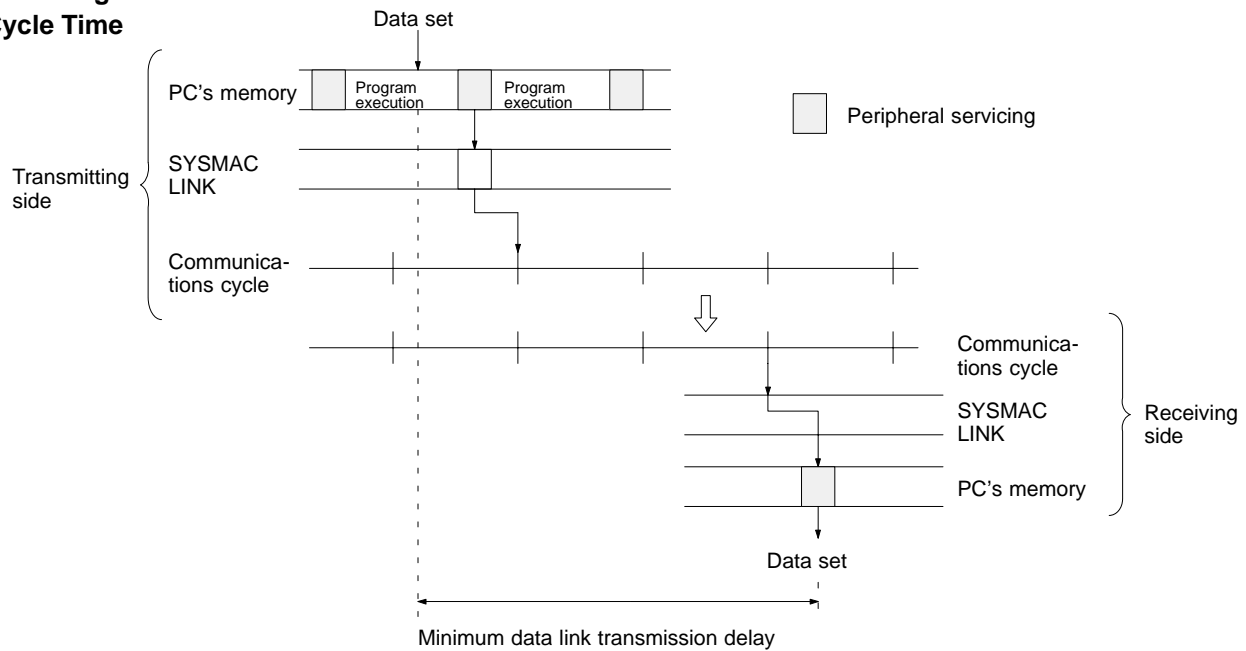 Cycle Time
Data set
PC's memory
Program
execution
Program
execution
Peripheral servicing
Transmitting
side
SYSMAC
LINK
Communica-
tions cycle
Communica-
tions cycle
SYSMAC
LINK
Receiving
side
PC's memory
Data set
Minimum data link transmission delay